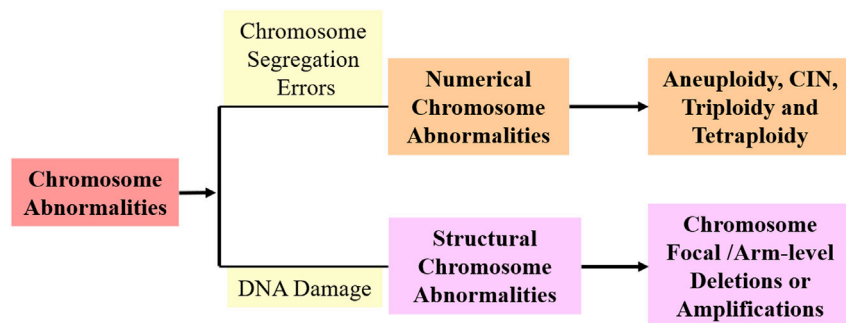 Chromosome
Segregation
Errors
Numerical
Chromosome
Abnormalities
Aneuploidy, CIN,
Triploidy and
Tetraploidy
Chromosome
Abnormalities
DNA Damage
Structural
Chromosome
Abnormalities
Chromosome
Focal /Arm-level
Deletions or
Amplifications